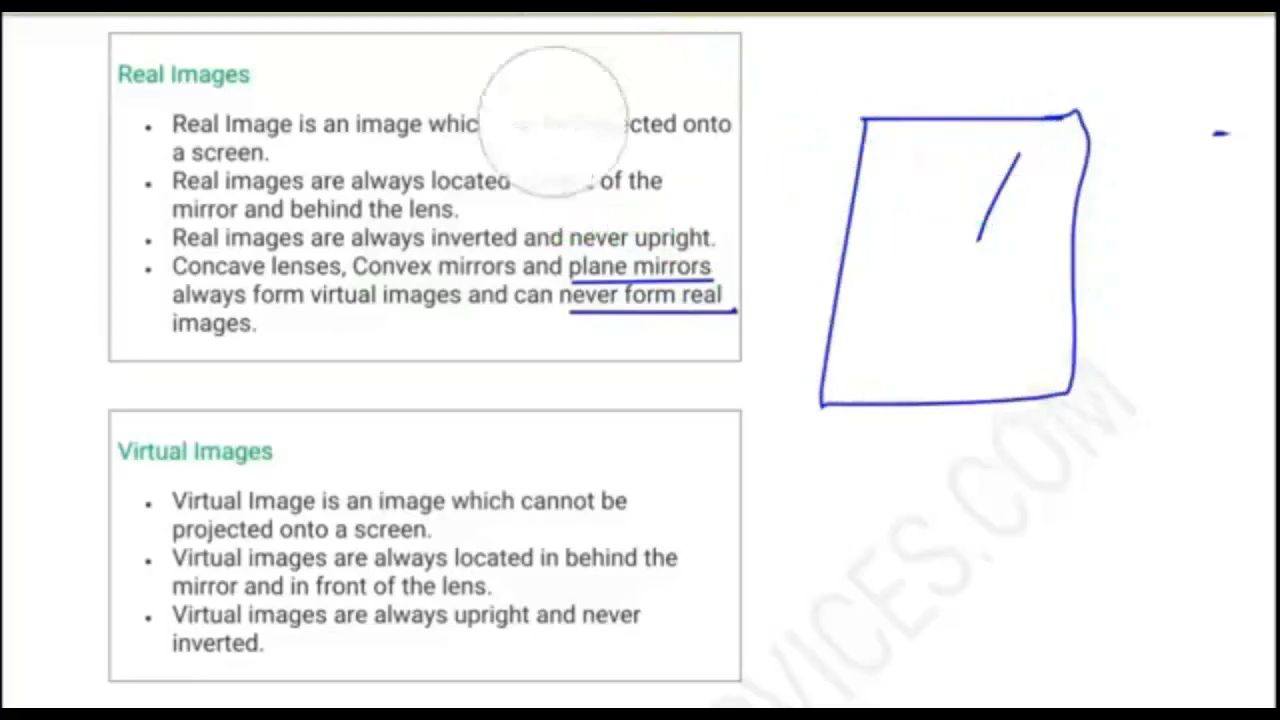 Real Images
• Real Image is an image whic ected onto
a screen.
• Real images are always located of the
mirror and behind the lens.
• Real images are always inverted and never upright.
• Concave lenses, Convex mirrors and plane mirrors
always form virtual images and can never form real
images.
Virtual Images
• Virtual Image is an image which cannot be
projected onto a screen.
• Virtual images are always located in behind the
mirror and in front of the lens.
• Virtual images are always upright and never
inverted.
VICES.COM